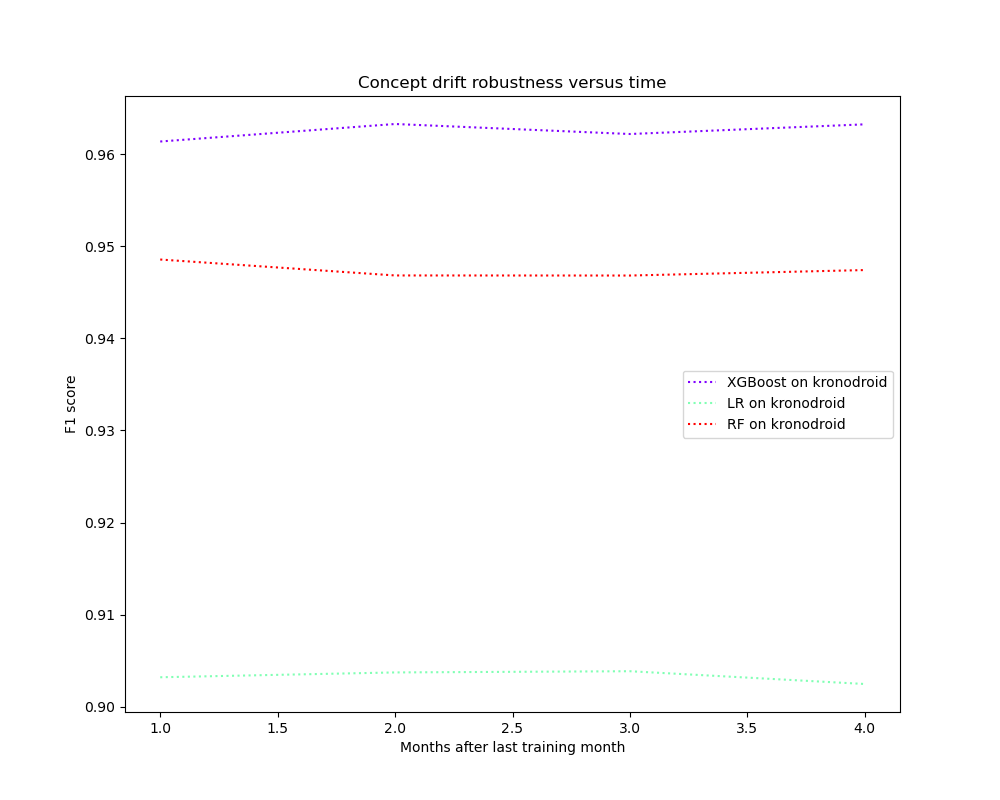 Concept drift robustness versus time
0.96
0.95
0.94
0.93
0.92
0.91
0.90
F1 score
XGBoost on kronodroid
LR on kronodroid
RF on kronodroid
1.0 1.5 2.0 2.5 3.0 3.5 4.0
Months after last training month